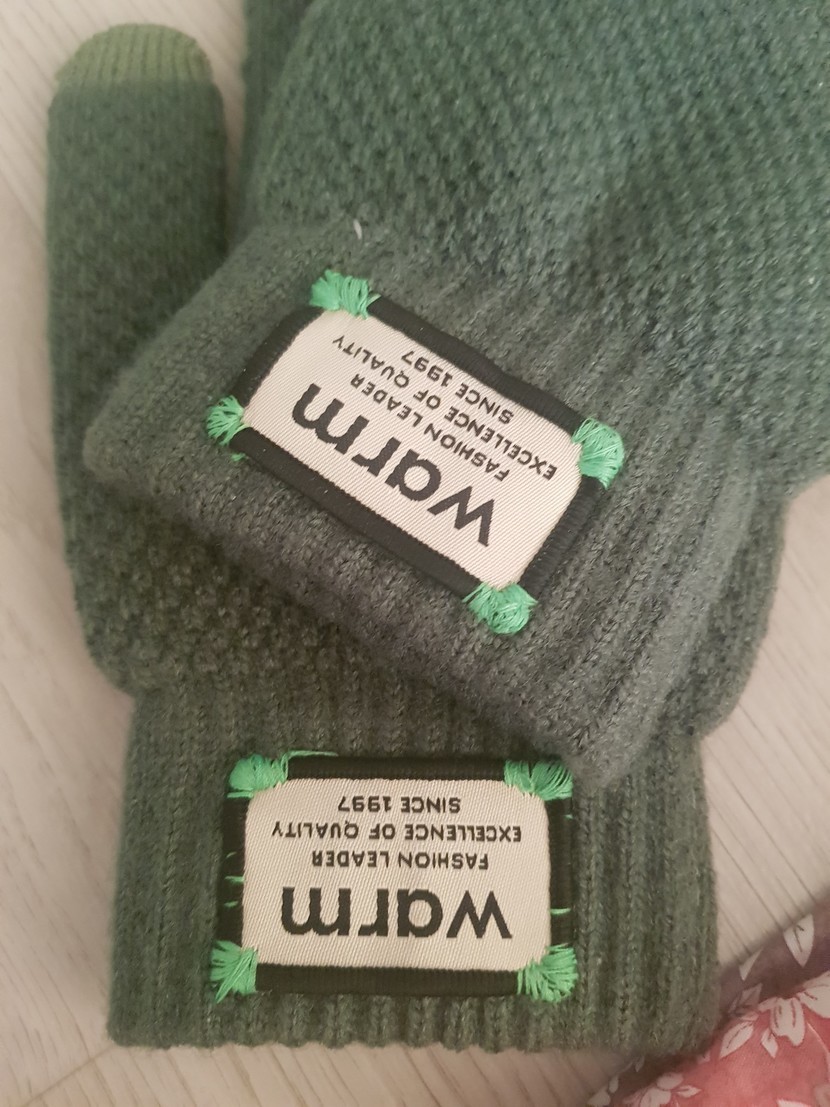 warm
FASHION LEADER
EXCELLENCE OF QUALITY
SINCE 1997
warm
FASHION LEADER
EXCELLENCE OF QUALITY
SINCE 1997